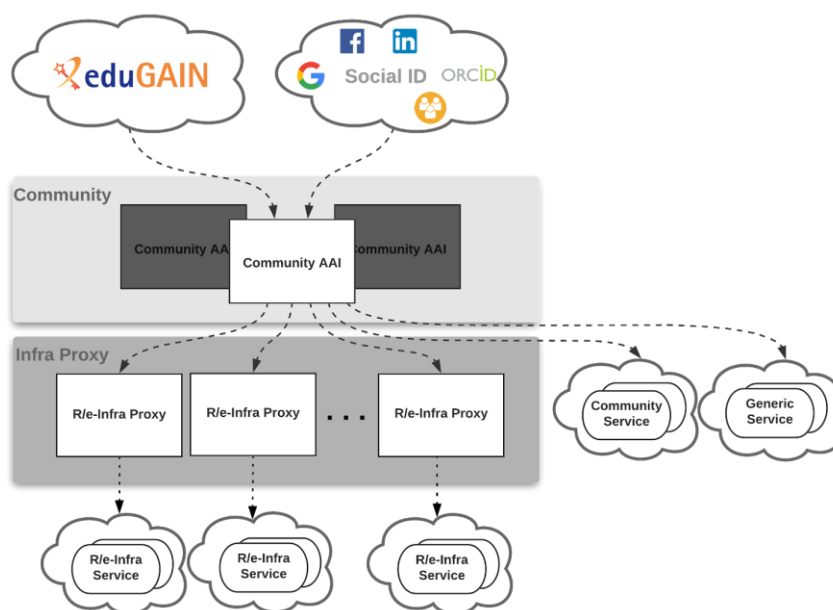 eduGAIN
f
in
G
Social ID
ORCiD
Community
Community AA
Community AAI
Community AAI
Infra Proxy
R/e-Infra Proxy
R/e-Infra Proxy
. . .
R/e-Infra Proxy
Community
Service
Generic
Service
R/e-Infra
Service
R/e-Infra
Service
R/e-Infra
Service